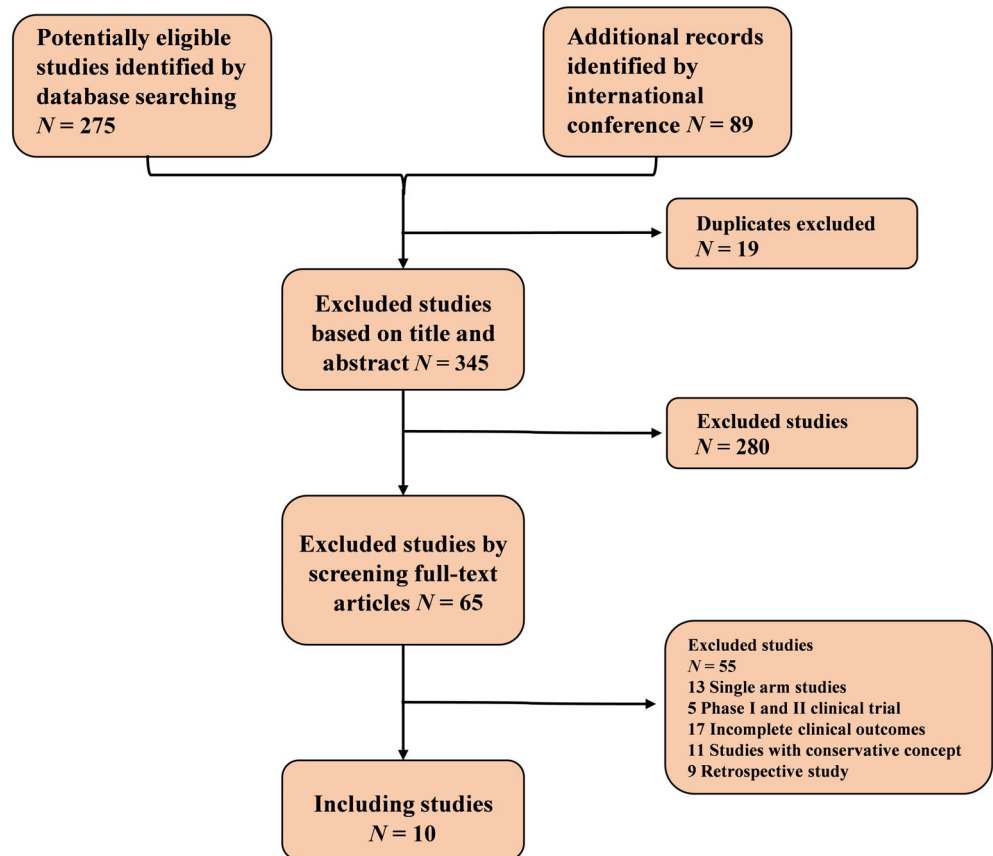 Potentially eligible
studies identified by
database searching
N = 275
Additional records
identified by
international
conference N = 89
Duplicates excluded
N = 19
Excluded studies
based on title and
abstract N = 345
Excluded studies
N = 280
Excluded studies by
screening full-text
articles N = 65
Excluded studies
N = 55
13 Single arm studies
5 Phase I and II clinical trial
17 Incomplete clinical outcomes
11 Studies with conservative concept
9 Retrospective study
Including studies
N = 10